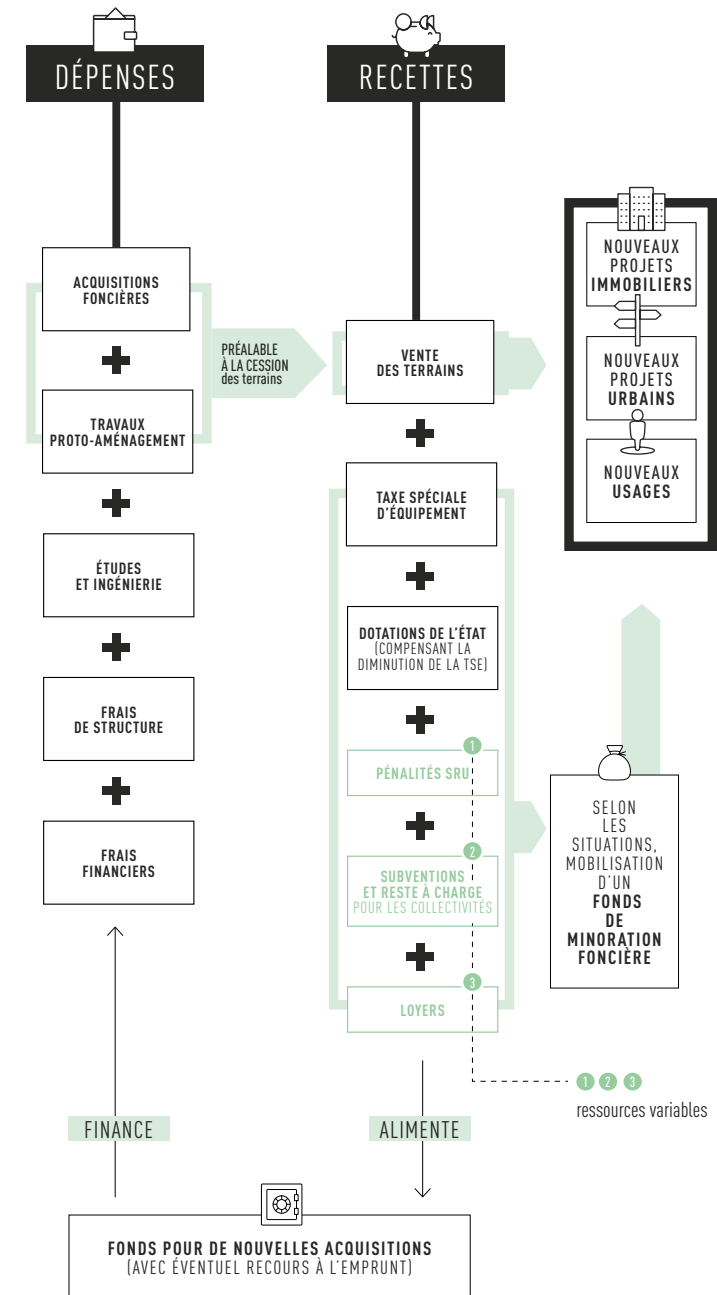 DÉPENSES
ACQUISITIONS
FONCIÈRES
TRAVAUX
PROTO-AMÉNAGEMENT
ÉTUDES
ET INGÉNIERIE
FRAIS
DE STRUCTURE
FRAIS
FINANCIERS
PRÉALABLE
À LA CESSION
des terrains
RECETTES
VENTE
DES TERRAINS
TAXE SPÉCIALE
D'ÉQUIPEMENT
DOTATIONS DE L'ÉTAT
(COMPENSANT LA
DIMINUTION DE LA TSE)
1
PÉNALITÉS SRU
2
SUBVENTIONS
ET RESTE À CHARGE
POUR LES COLLECTIVITÉS
3
LOYERS
NOUVEAUX
PROJETS
IMMOBILIERS
NOUVEAUX
PROJETS
URBAINS
NOUVEAUX
USAGES
SELON
LES
SITUATIONS,
MOBILISATION
D'UN
FONDS
DE
MINORATION
FONCIÈRE
1 2 3
ressources variables
FINANCE
ALIMENTE
FONDS POUR DE NOUVELLES ACQUISITIONS
(AVEC ÉVENTUEL RECOURS À L'EMPRUNT)